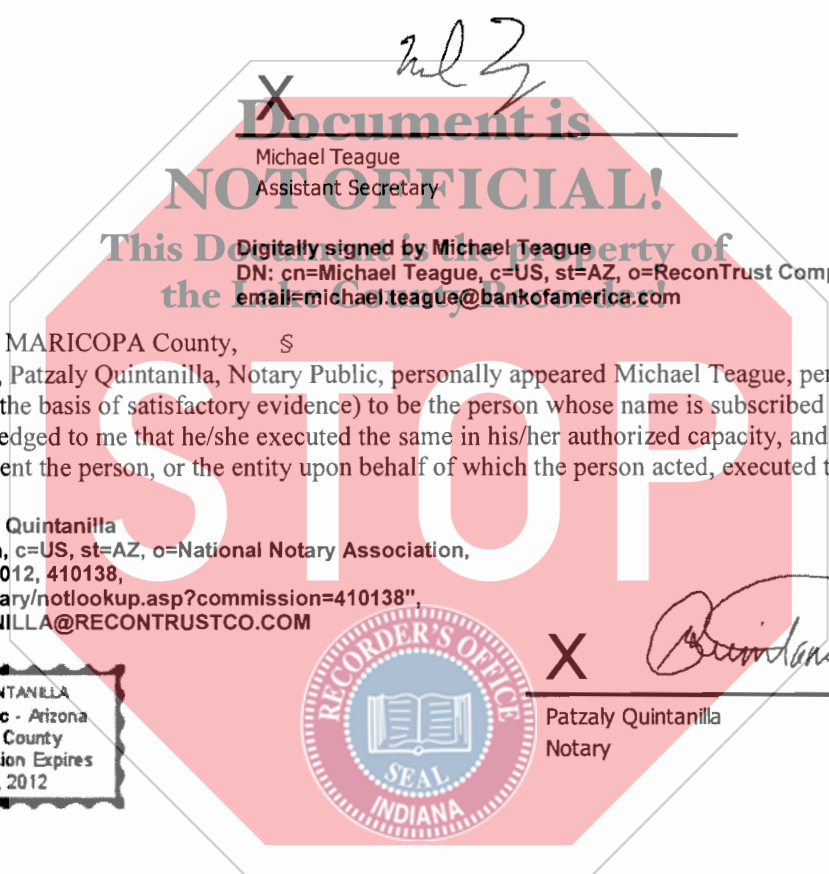 X
Document is
Michael Teague
NOT OFFICIAL!
Assistant Secretary
This Document is the property of
Digitally signed by Michael Teague
DN: cn=Michael Teague, c=US, st=AZ, o=ReconTrust Comp
the Lake County Recorder!
email=michael.teague@bankofamerica.com
MARICOPA County, §
, Patzaly Quintanilla, Notary Public, personally appeared Michael Teague, per
the basis of satisfactory evidence) to be the person whose name is subscribed
edged to me that he/she executed the same in his/her authorized capacity, and
ent the person, or the entity upon behalf of which the person acted, executed t
STOP
Quintanilla
, c=US, st=AZ, o=National Notary Association,
012, 410138,
ary/notlookup.asp?commission=410138",
NILLA@RECONTRUSTCO.COM
RECORDER'S OFFICE
SEAL
INDIANA
X
Quintan
Patzaly Quintanilla
Notary
NTANILLA
c - Arizona
County
ion Expires
, 2012